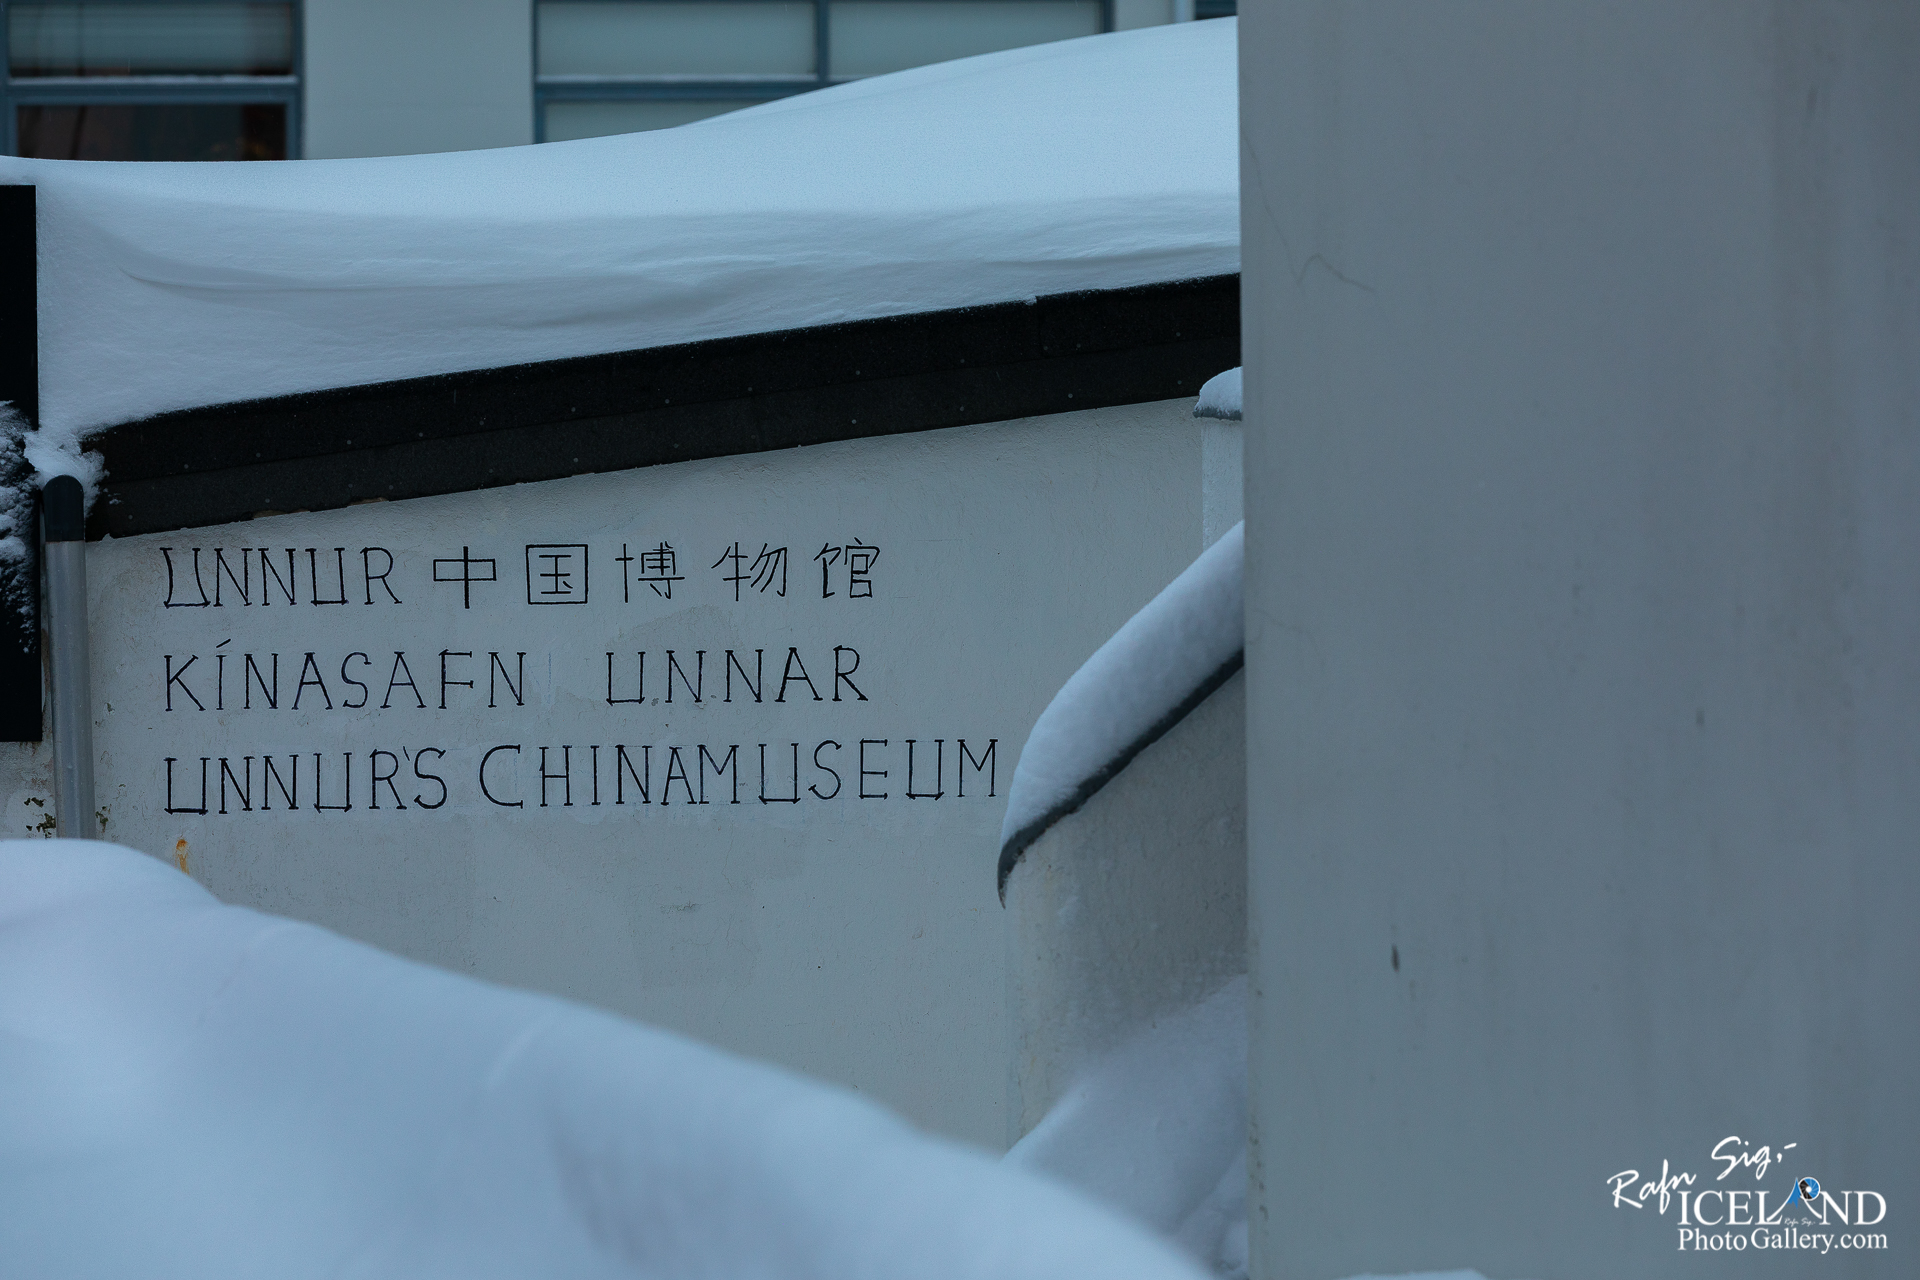 UNNUR 中国博物馆
KÍNASAFN UNNAR
UNNUR'S CHINAMUSEUM
Rafn Sig,-
ICELAND
PhotoGallery.com